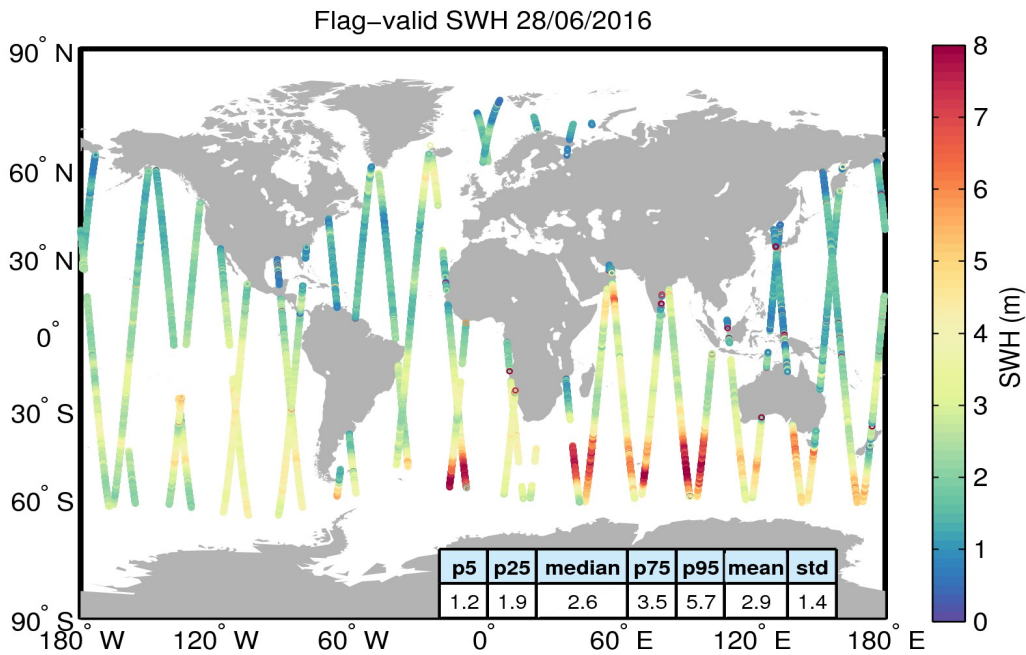 Flag−valid SWH 28/06/2016
90° N
60° N
30° N
0°
30° S
60° S
90° S
180° W
120° W
60° W
0°
60° E
120° E
180° E
8
7
6
5
4
3
2
1
0
SWH (m)
p5 p25 median p75 p95 mean std
1.2 1.9 2.6 3.5 5.7 2.9 1.4